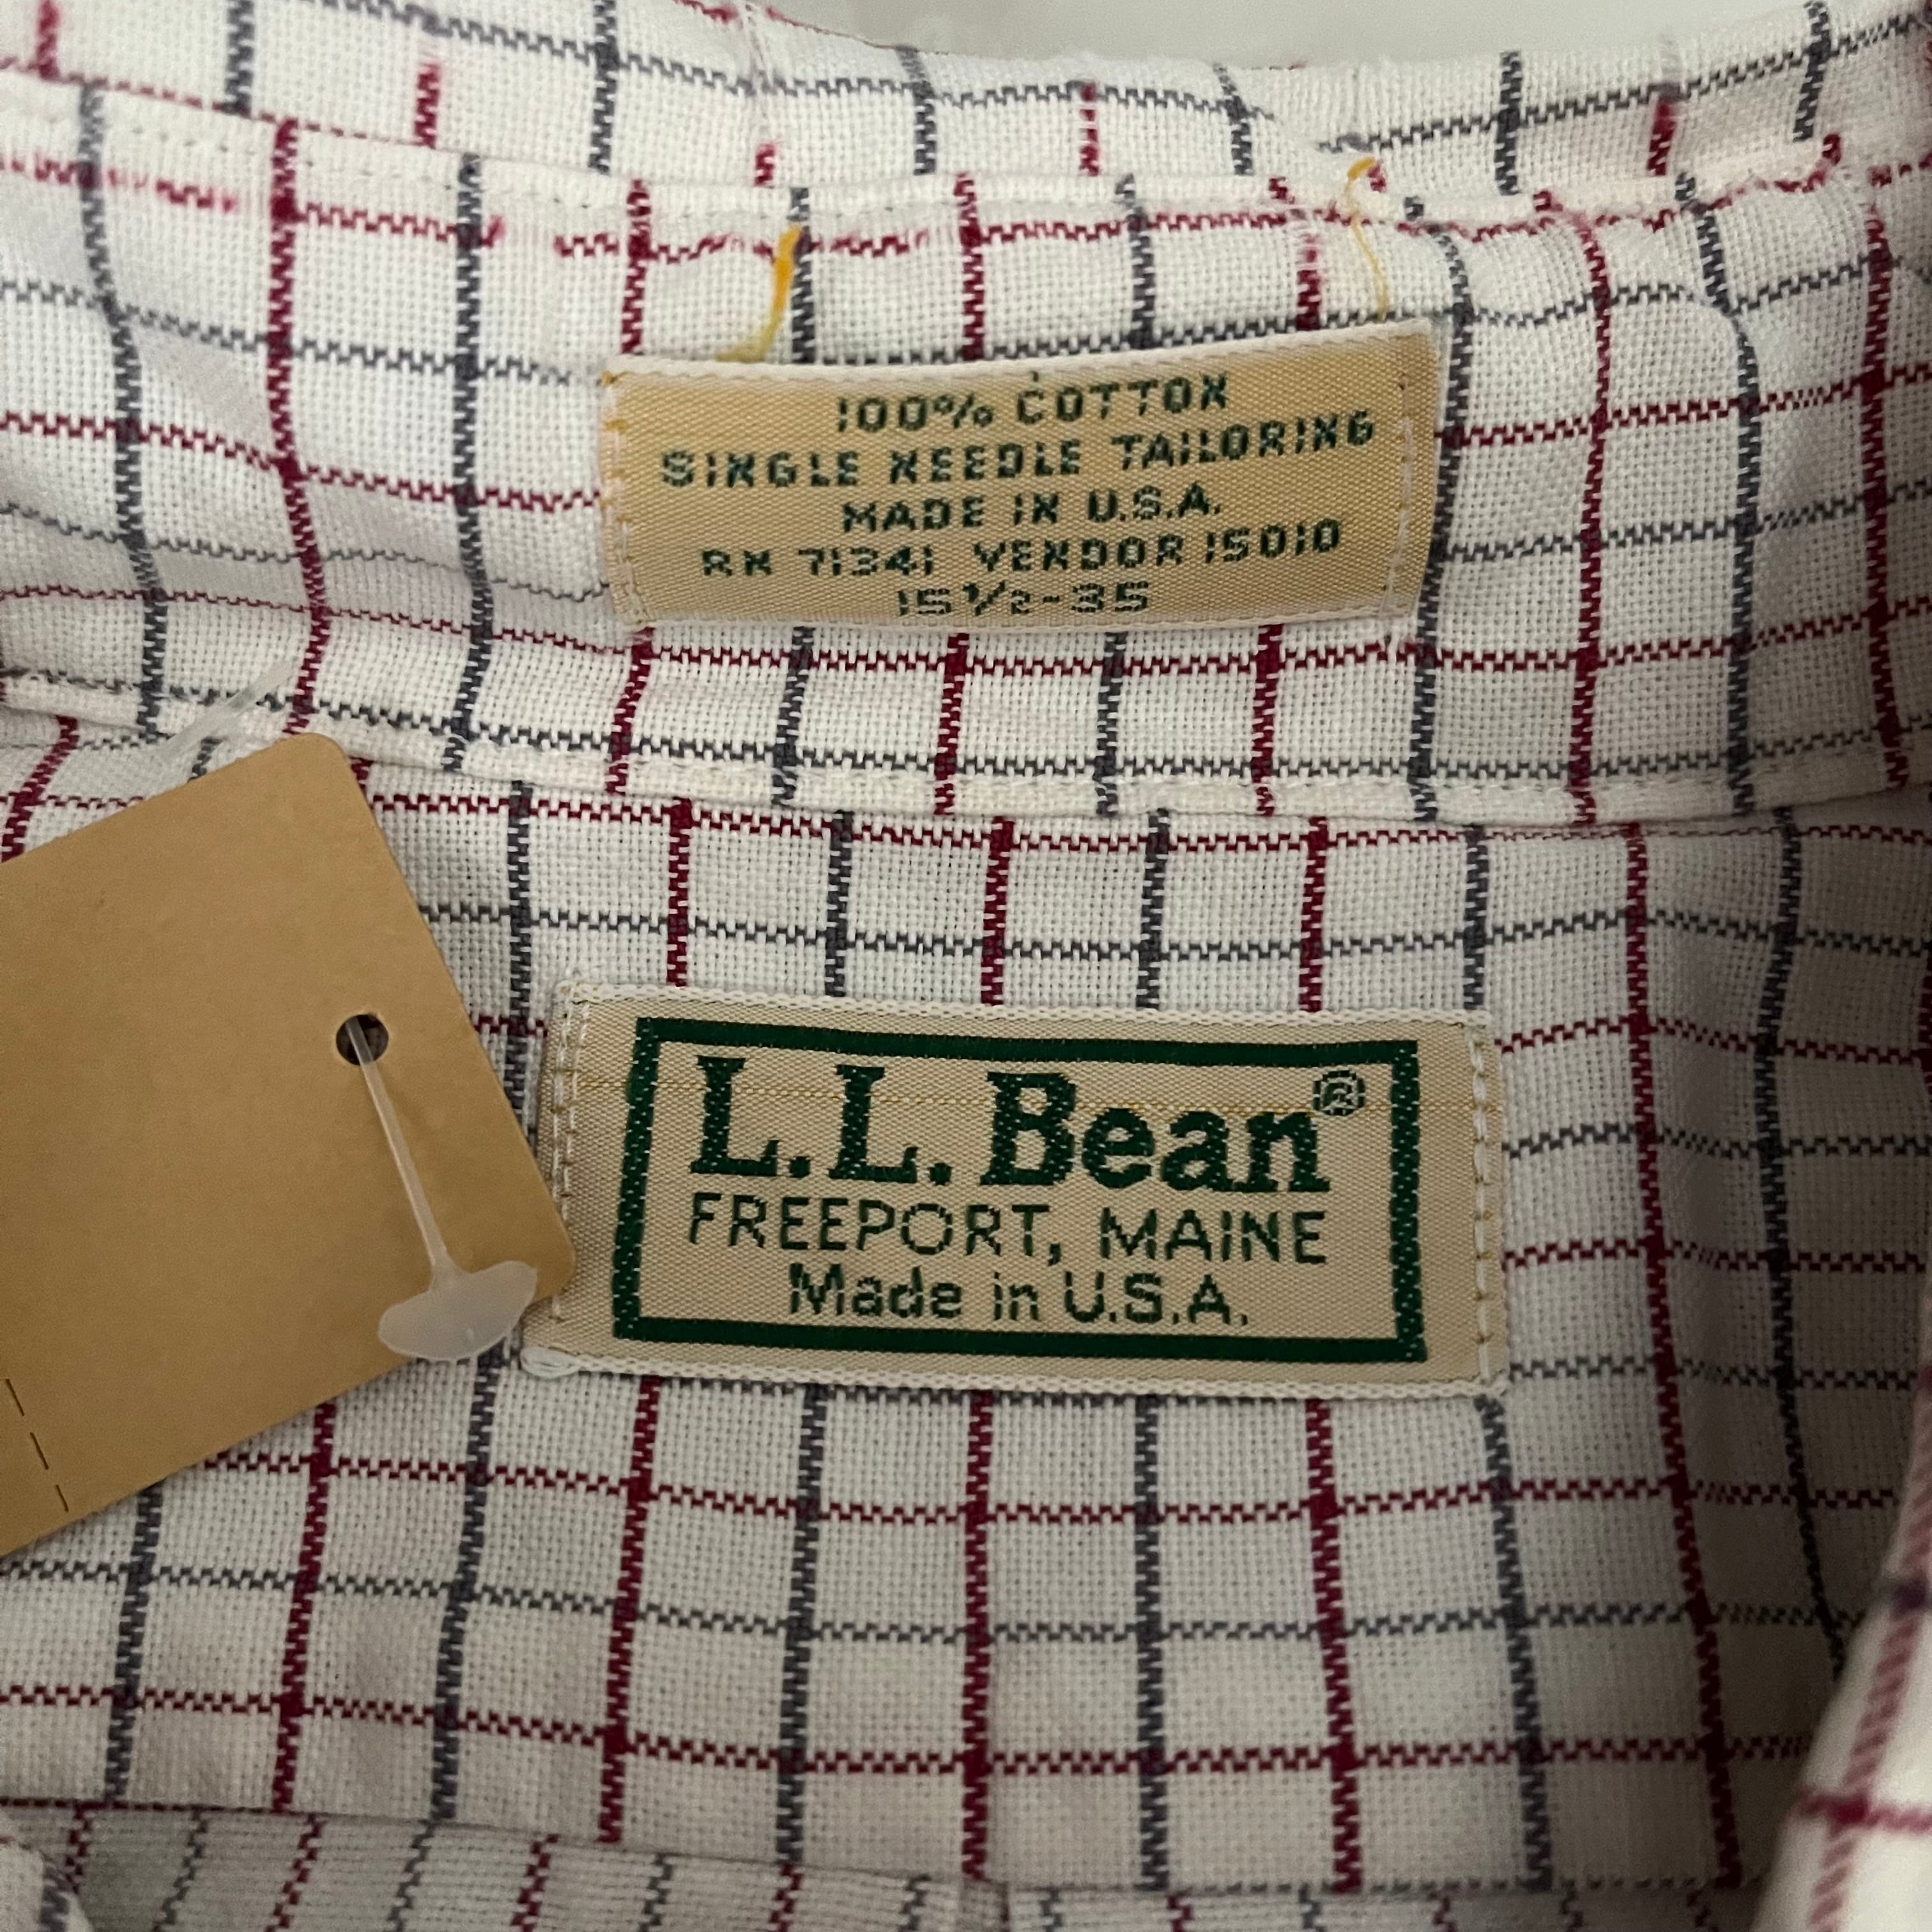 100% COTTON
SINGLE NEEDLE TAILORING
MADE IN U.S.A.
RN 71341 VENDOR 15010
15 1/2-35
L.L.Bean®
FREEPORT, MAINE
Made in U.S.A.